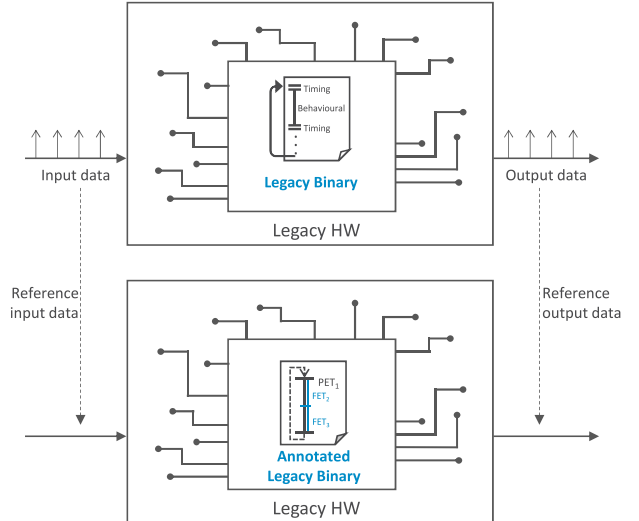 Timing
Behavioural
Timing
Legacy Binary
Input data
Output data
Legacy HW
Reference
input data
Reference
output data
PET1
FET2
FET3
Annotated
Legacy Binary
Legacy HW